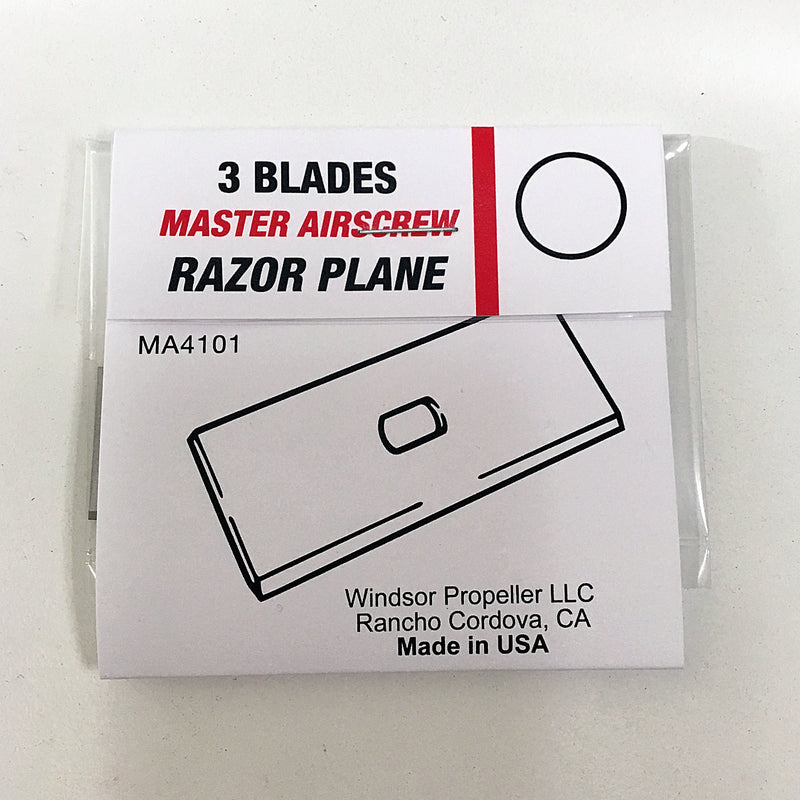 3 BLADES
MASTER AIRSCREW
RAZOR PLANE
MA4101
Windsor Propeller LLC
Rancho Cordova, CA
Made in USA